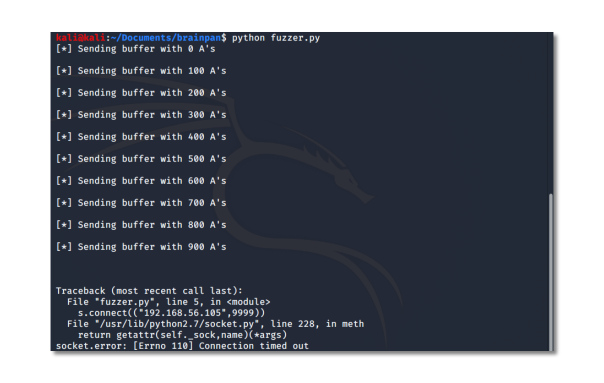 kali@kali:~/Documents/brainpan$ python fuzzer.py
[*] Sending buffer with 0 A's
[*] Sending buffer with 100 A's
[*] Sending buffer with 200 A's
[*] Sending buffer with 300 A's
[*] Sending buffer with 400 A's
[*] Sending buffer with 500 A's
[*] Sending buffer with 600 A's
[*] Sending buffer with 700 A's
[*] Sending buffer with 800 A's
[*] Sending buffer with 900 A's
Traceback (most recent call last):
  File "fuzzer.py", line 5, in <module>
    s.connect(("192.168.56.105",9999))
  File "/usr/lib/python2.7/socket.py", line 228, in meth
    return getattr(self._sock,name)(*args)
socket.error: [Errno 110] Connection timed out